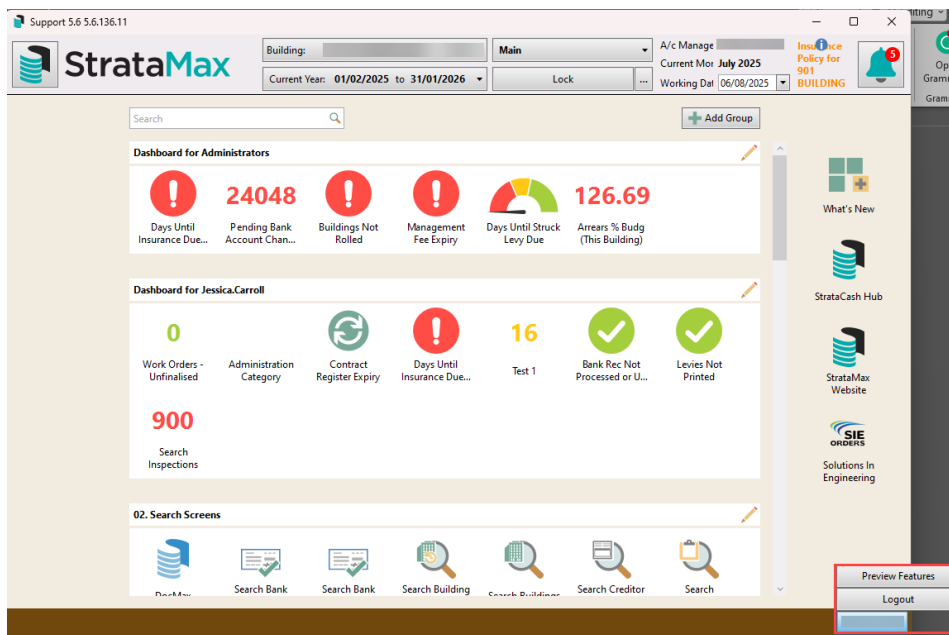 Support 5.6 5.6.136.11
iting
StrataMax
Building:
Main
Current Year: 01/02/2025 to 31/01/2026
Lock
...
A/c Manage
Current Mor July 2025
Working Dat 06/08/2025
Insurance
Policy for
901
BUILDING
5
Op
Gramm
Gram
Search
Add Group
Dashboard for Administrators
24048
126.69
Days Until
Insurance Due...
Pending Bank
Account Chan...
Buildings Not
Rolled
Management
Fee Expiry
Days Until Struck
Levy Due
Arrears % Budg
(This Building)
What's New
StrataCash Hub
StrataMax
Website
SIE
ORDERS
Solutions In
Engineering
Dashboard for Jessica.Carroll
0
16
Work Orders -
Unfinalised
Administration
Category
Contract
Register Expiry
Days Until
Insurance Due...
Test 1
Bank Rec Not
Processed or U...
Levies Not
Printed
900
Search
Inspections
02. Search Screens
DocMax
Search Bank
Search Bank
Search Building
Search Buildings
Search Creditor
Search
Preview Features
Logout